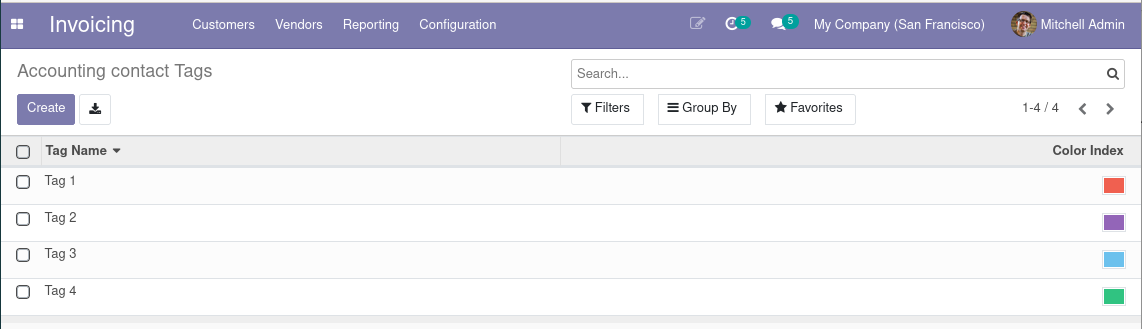 Invoicing Customers Vendors Reporting Configuration 5 5 My Company (San Francisco) Mitchell Admin
Accounting contact Tags Search...
Create Filters Group By Favorites 1-4 / 4
Tag Name Color Index
Tag 1
Tag 2
Tag 3
Tag 4